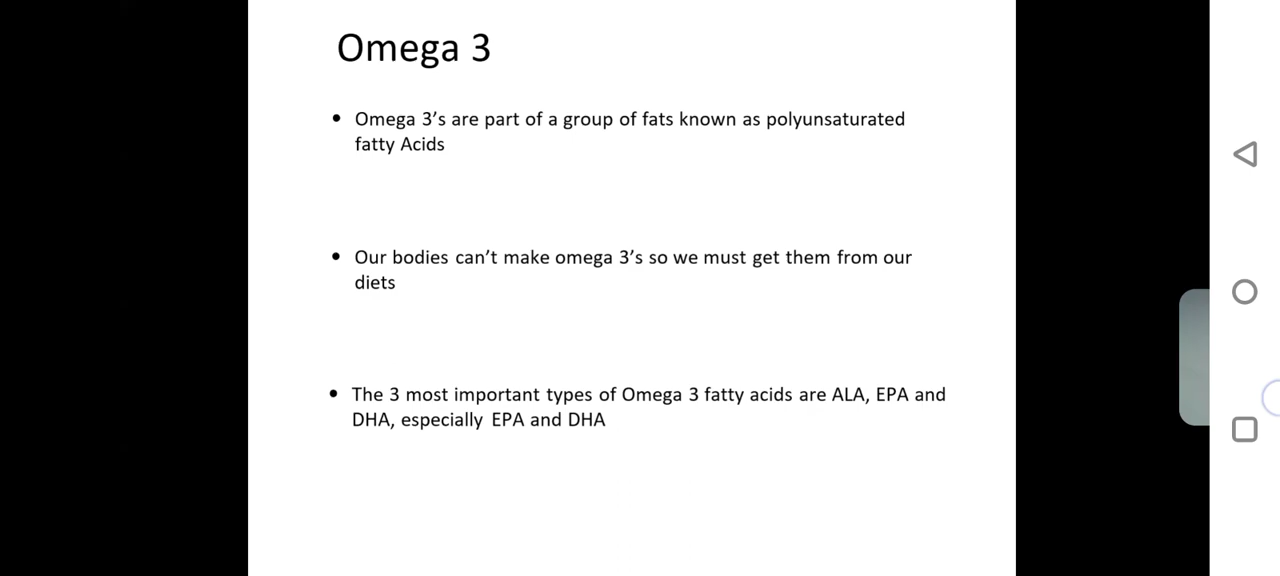 Omega 3
• Omega 3’s are part of a group of fats known as polyunsaturated
fatty Acids
• Our bodies can’t make omega 3’s so we must get them from our
diets
• The 3 most important types of Omega 3 fatty acids are ALA, EPA and
DHA, especially EPA and DHA